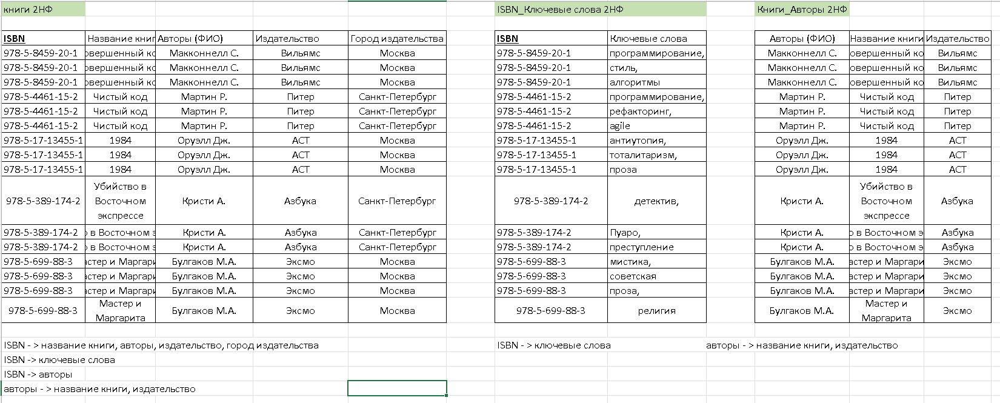 книги 2НФ ISBN_Ключевые слова 2НФ Книги_Авторы 2НФ
ISBN Название книг Авторы (ФИО) Издательство Город издательства ISBN Ключевые слова Авторы (ФИО) Название книги Издательство
978-5-8459-20-1 овершенный ко Макконнелл С. Вильямс Москва 978-5-8459-20-1 программирование, Макконнелл С. овершенный ко Вильямс
978-5-8459-20-1 овершенный ко Макконнелл С. Вильямс Москва 978-5-8459-20-1 стиль, Макконнелл С. овершенный ко Вильямс
978-5-8459-20-1 овершенный ко Макконнелл С. Вильямс Москва 978-5-8459-20-1 алгоритмы Макконнелл С. овершенный ко Вильямс
978-5-4461-15-2 Чистый код Мартин Р. Питер Санкт-Петербург 978-5-4461-15-2 программирование, Мартин Р. Чистый код Питер
978-5-4461-15-2 Чистый код Мартин Р. Питер Санкт-Петербург 978-5-4461-15-2 рефакторинг, Мартин Р. Чистый код Питер
978-5-4461-15-2 Чистый код Мартин Р. Питер Санкт-Петербург 978-5-4461-15-2 agile Мартин Р. Чистый код Питер
978-5-17-13455-1 1984 Оруэлл Дж. АСТ Москва 978-5-17-13455-1 антиутопия, Оруэлл Дж. 1984 АСТ
978-5-17-13455-1 1984 Оруэлл Дж. АСТ Москва 978-5-17-13455-1 тоталитаризм, Оруэлл Дж. 1984 АСТ
978-5-17-13455-1 1984 Оруэлл Дж. АСТ Москва 978-5-17-13455-1 проза Оруэлл Дж. 1984 АСТ
Убийство в Убийство в
978-5-389-174-2 Восточном Кристи А. Азбука Санкт-Петербург 978-5-389-174-2 детектив, Кристи А. Восточном Азбука
экспрессе экспрессе
978-5-389-174-2 о в Восточном э Кристи А. Азбука Санкт-Петербург 978-5-389-174-2 Пуаро, Кристи А. о в Восточном э Азбука
978-5-389-174-2 о в Восточном э Кристи А. Азбука Санкт-Петербург 978-5-389-174-2 преступление Кристи А. о в Восточном э Азбука
978-5-699-88-3 астер и Маргари Булгаков М.А. Эксмо Москва 978-5-699-88-3 мистика, Булгаков М.А. астер и Маргари Эксмо
978-5-699-88-3 астер и Маргари Булгаков М.А. Эксмо Москва 978-5-699-88-3 советская Булгаков М.А. астер и Маргари Эксмо
978-5-699-88-3 астер и Маргари Булгаков М.А. Эксмо Москва 978-5-699-88-3 проза, Булгаков М.А. астер и Маргари Эксмо
Мастер и Мастер и
978-5-699-88-3 Булгаков М.А. Эксмо Москва 978-5-699-88-3 религия Булгаков М.А. Эксмо
Маргарита Маргарита
ISBN - > название книги, авторы, издательство, город издательства ISBN - > ключевые слова авторы - > название книги, издательство
ISBN -> ключевые слова
ISBN -> авторы
авторы - > название книги, издательство